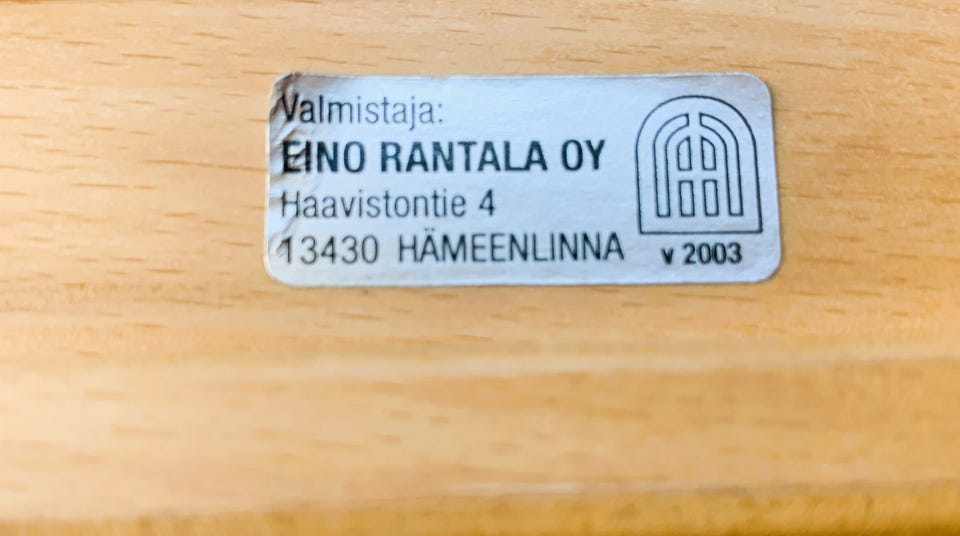 Valmistaja:
EINO RANTALA OY
Haavistontie 4
13430 HÄMEENLINNA
v 2003